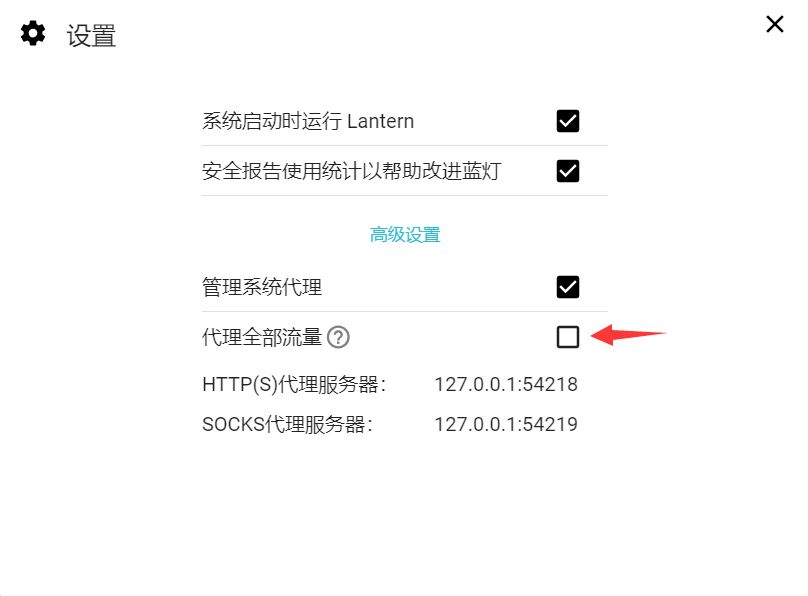 设置
系统启动时运行 Lantern
安全报告使用统计以帮助改进蓝灯
高级设置
管理系统代理
代理全部流量?
HTTP(S)代理服务器： 127.0.0.1:54218
SOCKS代理服务器： 127.0.0.1:54219